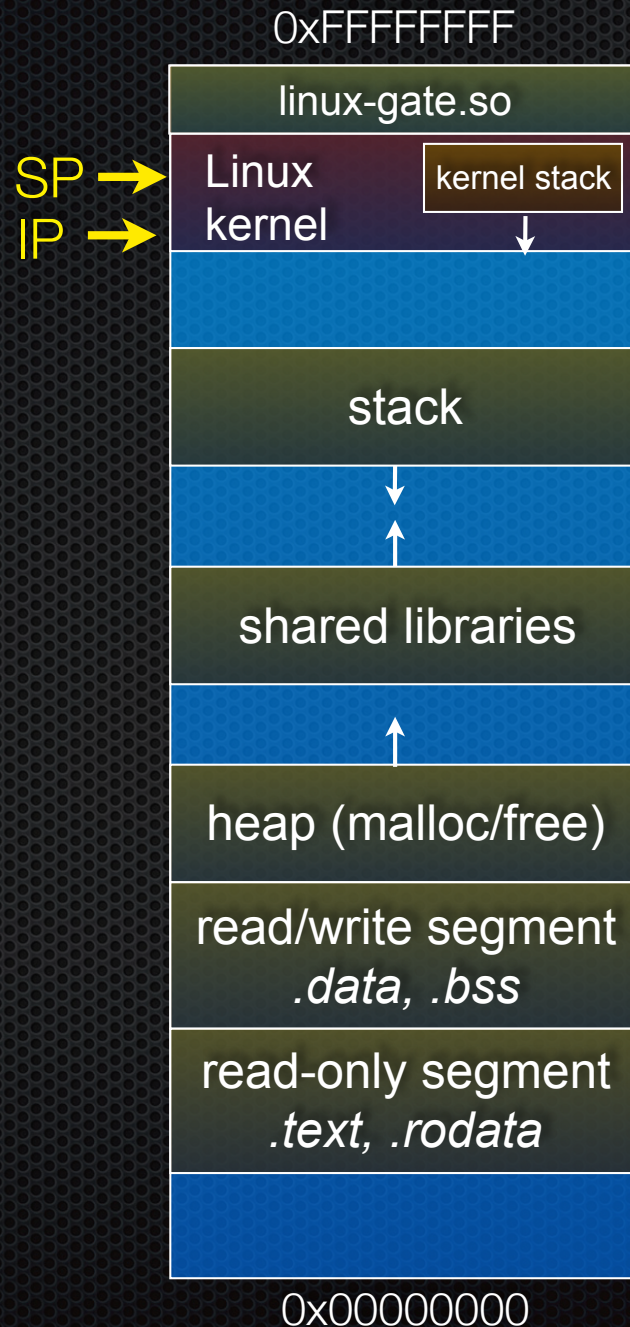 0xFFFFFFFF
linux-gate.so
SP
Linux
kernel stack
IP
kernel
stack
shared libraries
heap (malloc/free)
read/write segment
.data, .bss
read-only segment
.text, .rodata
0x00000000